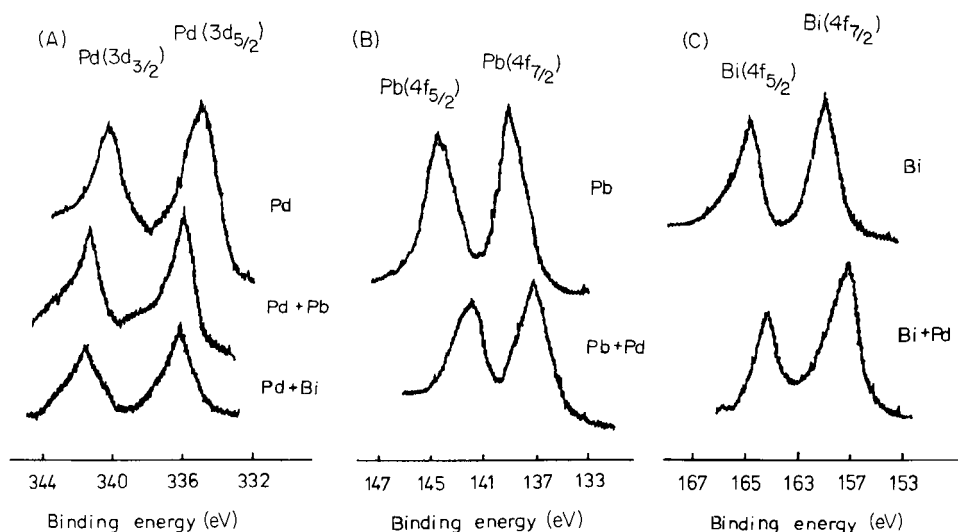 (A)
Pd(3d3/2)
Pd(3d5/2)
Pd
Pd+Pb
Pd+Bi
344 340 336 332
Binding energy (eV)
(B)
Pb(4f5/2)
Pb(4f7/2)
Pb
Pb+Pd
147 145 141 137 133
Binding energy (eV)
(C)
Bi(4f7/2)
Bi(4f5/2)
Bi
Bi+Pd
167 165 163 157 153
Binding energy (eV)